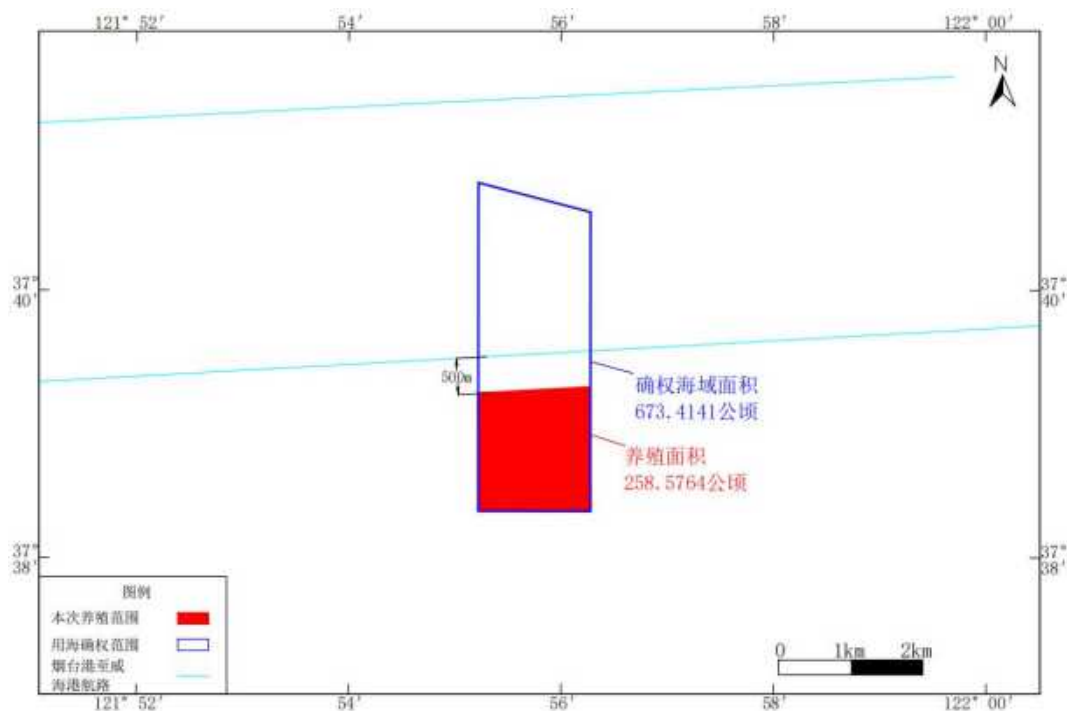 121° 52′
54′
56′
58′
122° 00′
N
37°
40′
37°
40′
500m
确权海域面积
673.4141公顷
养殖面积
258.5764公顷
37°
38′
37°
38′
图例
本次养殖范围
用海确权范围
烟台港至威
海港航路
0 1km 2km
121° 52′
54′
56′
58′
122° 00′